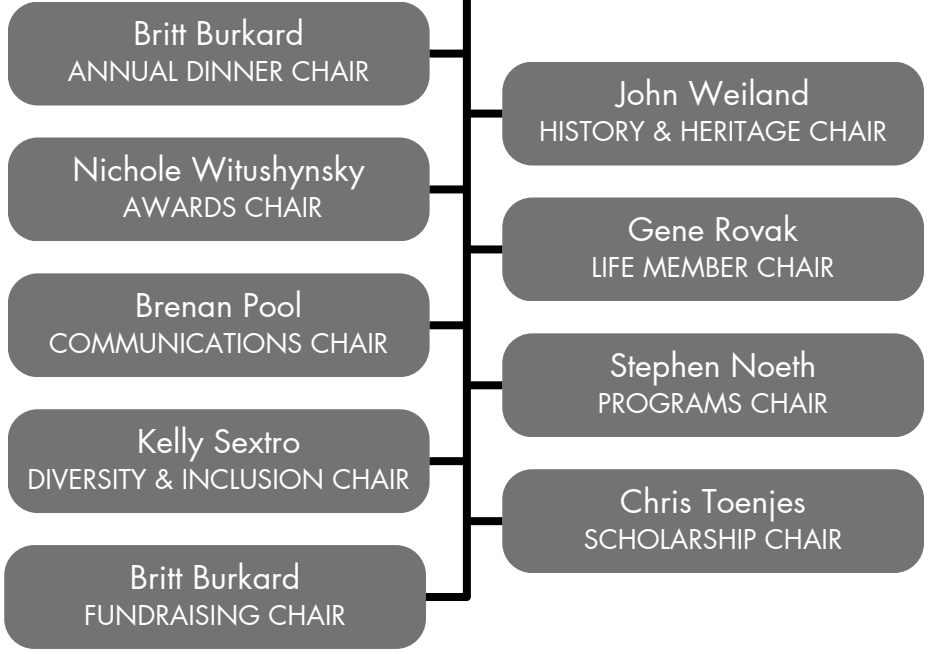 Britt Burkard
ANNUAL DINNER CHAIR
Nichole Witushynsky
AWARDS CHAIR
Brenan Pool
COMMUNICATIONS CHAIR
Kelly Sextro
DIVERSITY & INCLUSION CHAIR
Britt Burkard
FUNDRAISING CHAIR
John Weiland
HISTORY & HERITAGE CHAIR
Gene Rovak
LIFE MEMBER CHAIR
Stephen Noeth
PROGRAMS CHAIR
Chris Toenjes
SCHOLARSHIP CHAIR